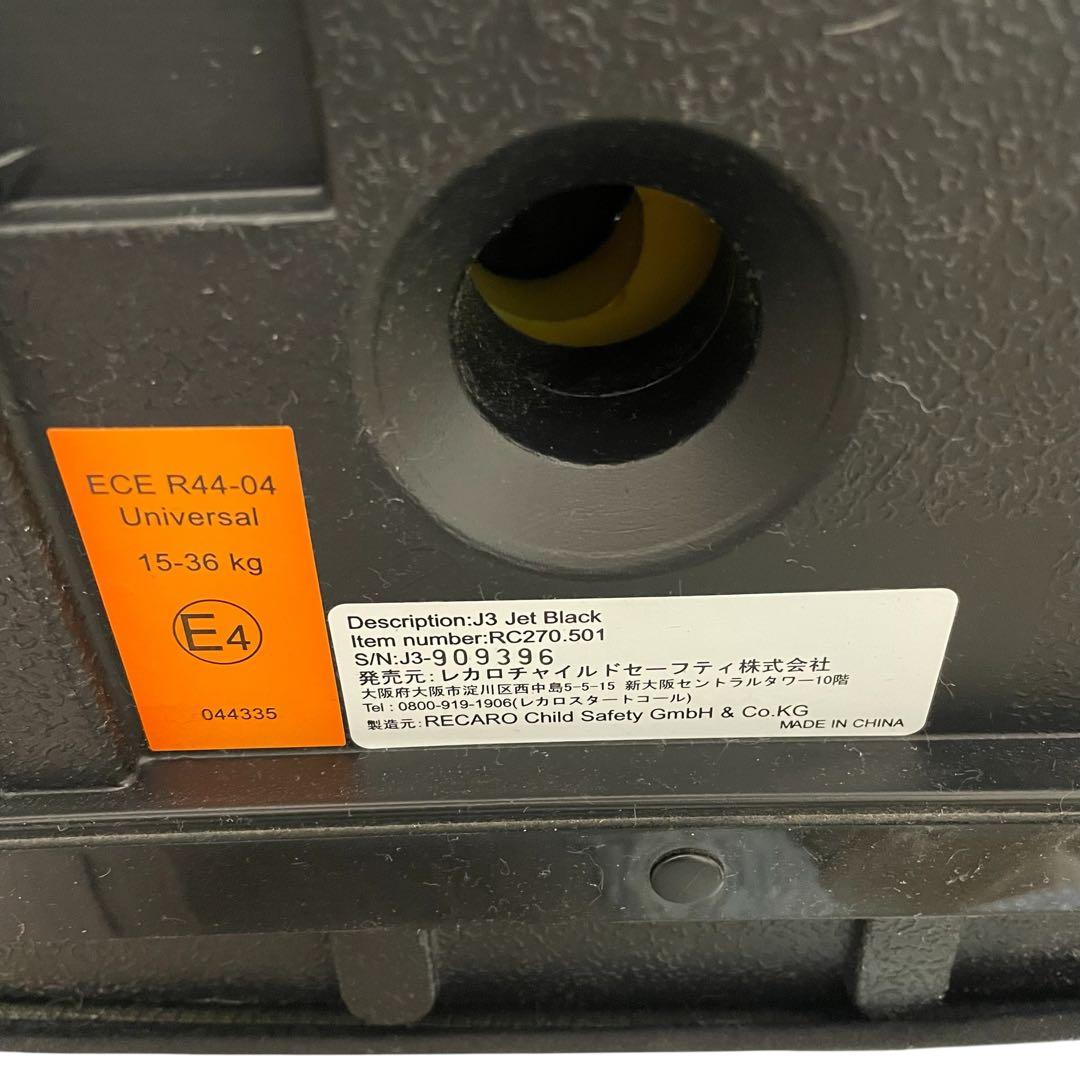 ECE R44-04
Universal
15-36 kg
E4
044335
Description:J3 Jet Black
Item number:RC270.501
S/N:J3-909396
発売元:レカロチャイルドセーフティ株式会社
大阪府大阪市淀川区西中島5-5-15 新大阪セントラルタワー10階
Tel : 0800-919-1906(レカロスタートコール)
製造元:RECARO Child Safety GmbH & Co.KG
MADE IN CHINA